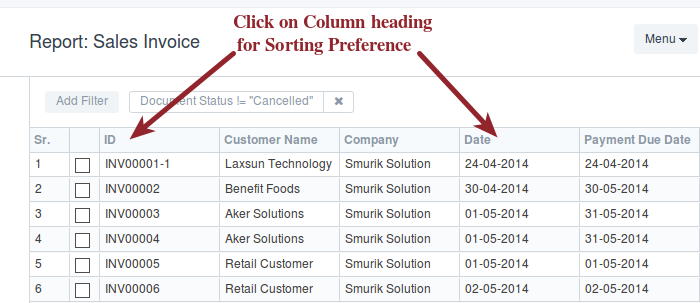 Click on Column heading
for Sorting Preference
Report: Sales Invoice
Menu
Add Filter
Document Status != "Cancelled" ✖
Sr. ID Customer Name Company Date Payment Due Date
1 INV00001-1 Laxsun Technology Smurik Solution 24-04-2014 24-04-2014
2 INV00002 Benefit Foods Smurik Solution 30-04-2014 30-05-2014
3 INV00003 Aker Solutions Smurik Solution 01-05-2014 31-05-2014
4 INV00004 Aker Solutions Smurik Solution 01-05-2014 31-05-2014
5 INV00005 Retail Customer Smurik Solution 01-05-2014 01-05-2014
6 INV00006 Retail Customer Smurik Solution 02-05-2014 02-05-2014